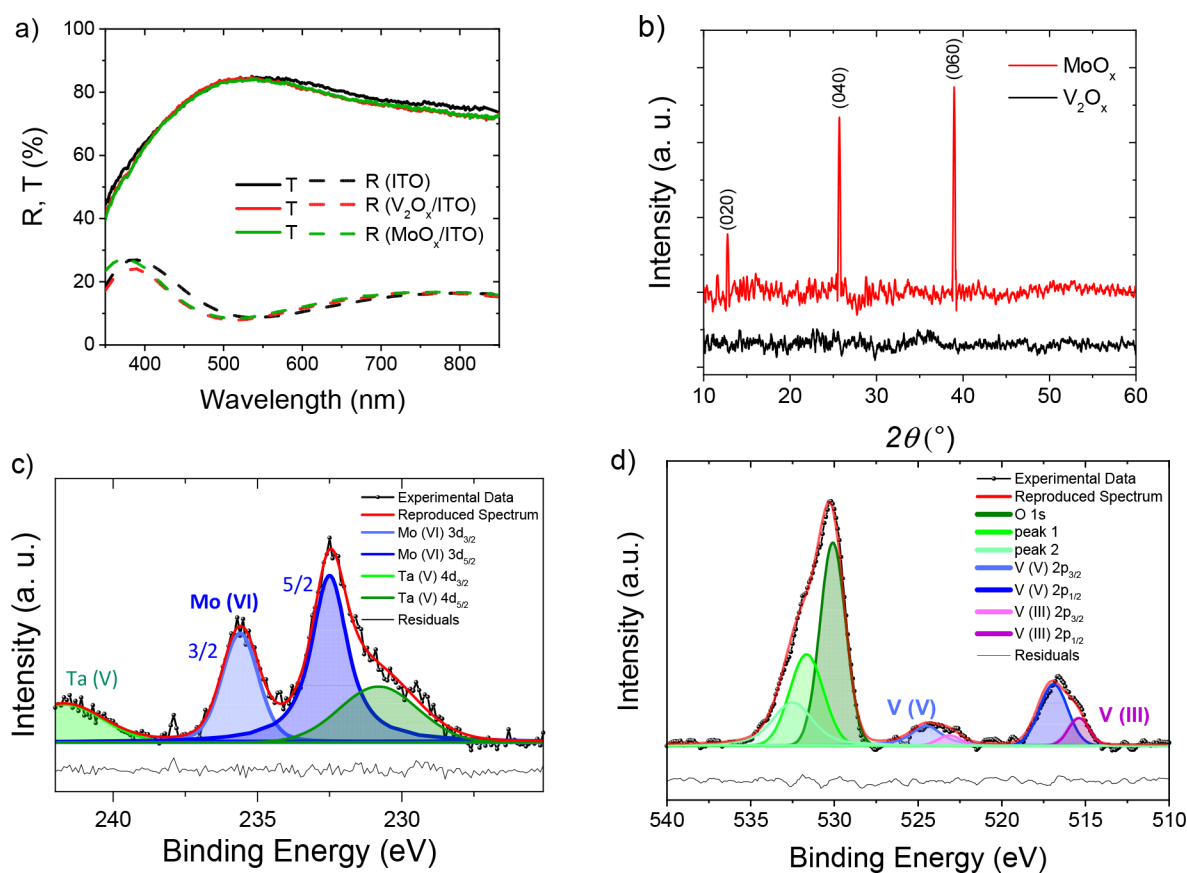 a)
R, T (%)
100
80
60
40
20
0
T
R (ITO)
T
R (V₂Oₓ/ITO)
T
R (MoOₓ/ITO)
400 500 600 700 800
Wavelength (nm)
b)
Intensity (a. u.)
(020)
(040)
(060)
MoOₓ
V₂Oₓ
10 20 30 40 50 60
2θ (°)
c)
Intensity (a. u.)
Experimental Data
Reproduced Spectrum
Mo (VI) 3d₃/₂
Mo (VI) 3d₅/₂
Ta (V) 4d₃/₂
Ta (V) 4d₅/₂
Residuals
5/2
Mo (VI)
3/2
Ta (V)
240 235 230
Binding Energy (eV)
d)
Intensity (a.u.)
Experimental Data
Reproduced Spectrum
O 1s
peak 1
peak 2
V (V) 2p₃/₂
V (V) 2p₁/₂
V (III) 2p₃/₂
V (III) 2p₁/₂
Residuals
V (V)
V (III)
540 535 530 525 520 515 510
Binding Energy (eV)